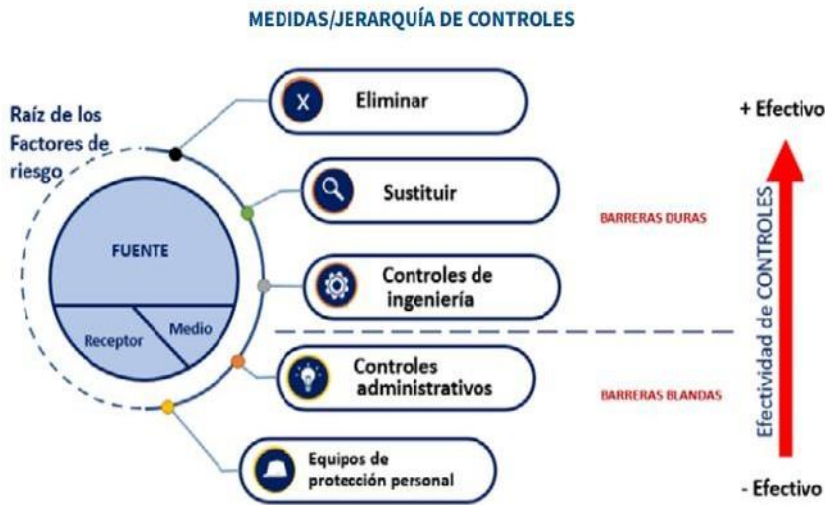 MEDIDAS/JERARQUÍA DE CONTROLES
Raíz de los
Factores de
riesgo
FUENTE
Receptor
Medio
X
Eliminar
Sustituir
Controles de
ingeniería
Controles
administrativos
Equipos de
protección personal
BARRERAS DURAS
BARRERAS BLANDAS
+ Efectivo
Efectividad de CONTROLES
- Efectivo